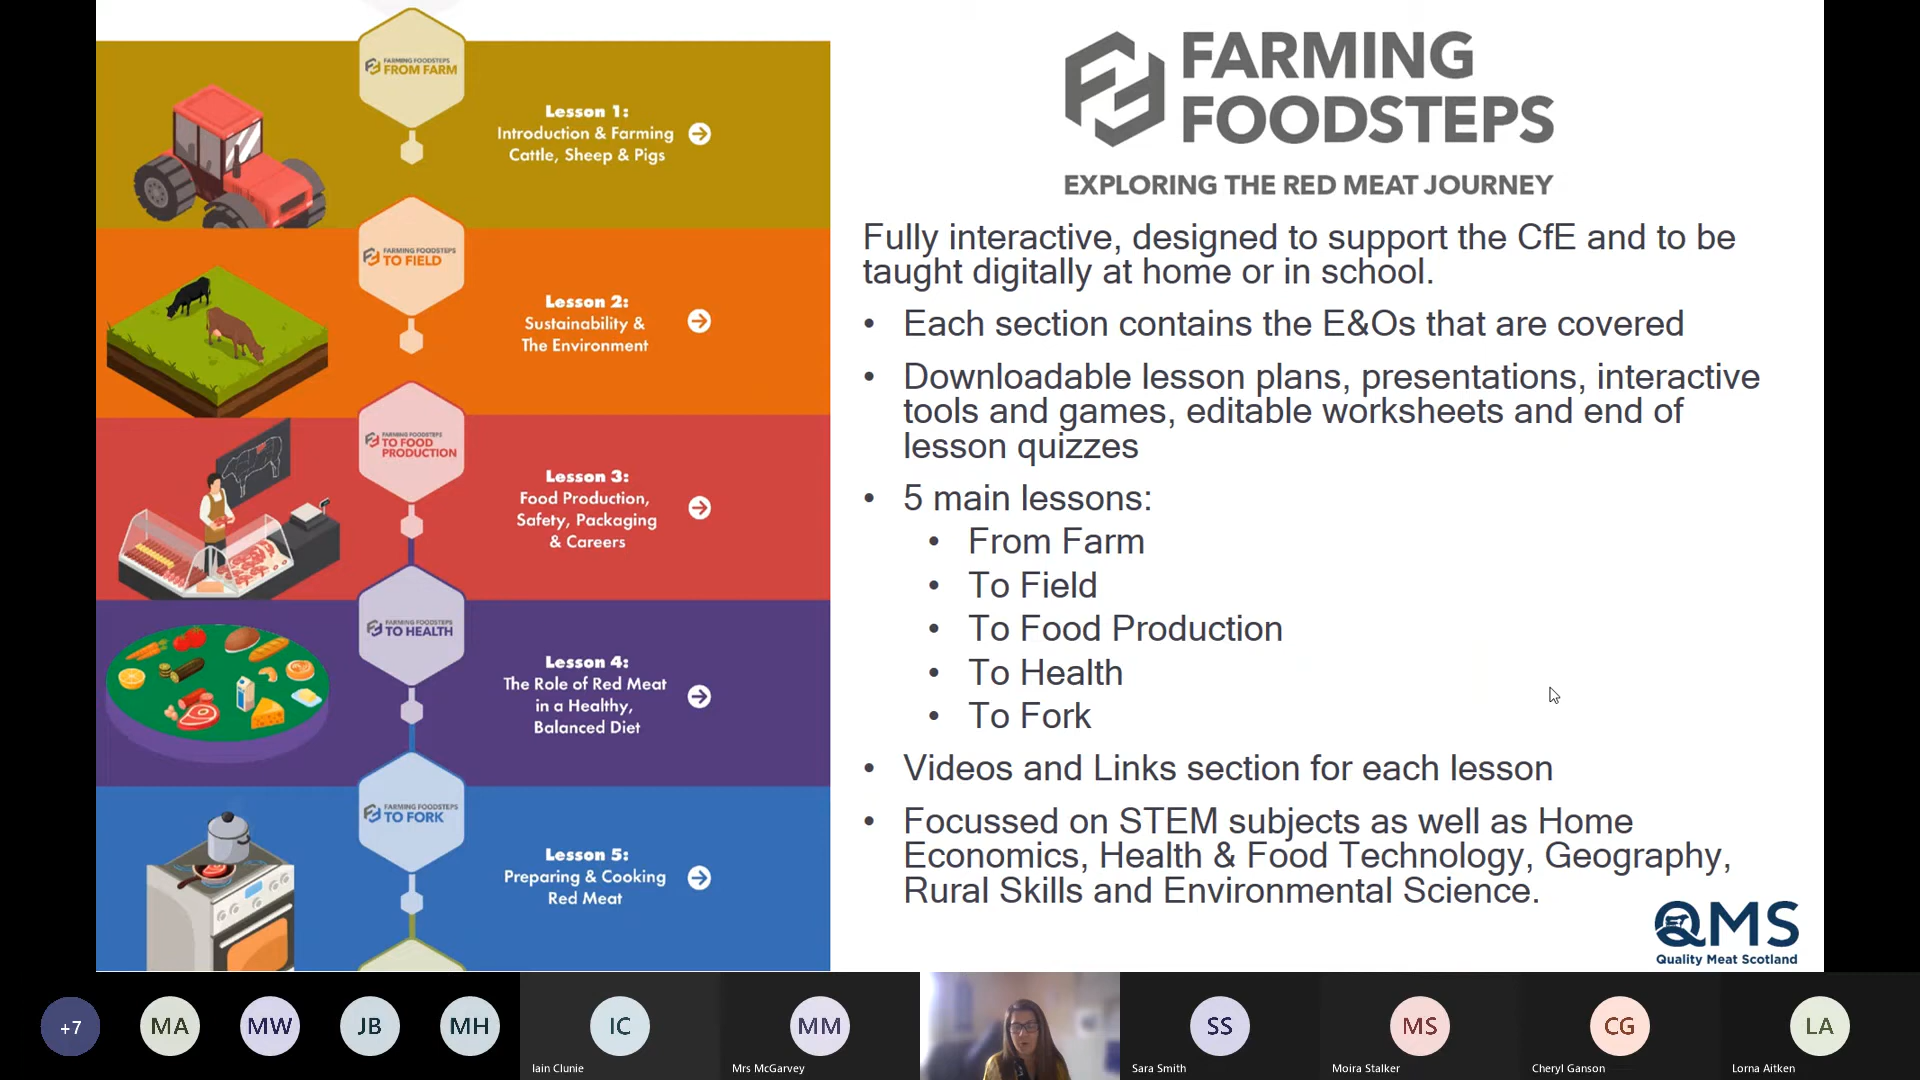 FARMING FOODSTEPS
FROM FARM
Lesson 1:
Introduction & Farming
Cattle, Sheep & Pigs
FARMING FOODSTEPS
TO FIELD
Lesson 2:
Sustainability &
The Environment
FARMING FOODSTEPS
TO FOOD
PRODUCTION
Lesson 3:
Food Production,
Safety, Packaging
& Careers
FARMING FOODSTEPS
TO HEALTH
Lesson 4:
The Role of Red Meat
in a Healthy,
Balanced Diet
FARMING FOODSTEPS
TO FORK
Lesson 5:
Preparing & Cooking
Red Meat
FARMING
FOODSTEPS
EXPLORING THE RED MEAT JOURNEY
Fully interactive, designed to support the CfE and to be
taught digitally at home or in school.
• Each section contains the E&Os that are covered
• Downloadable lesson plans, presentations, interactive
tools and games, editable worksheets and end of
lesson quizzes
• 5 main lessons:
• From Farm
• To Field
• To Food Production
• To Health
• To Fork
• Videos and Links section for each lesson
• Focussed on STEM subjects as well as Home
Economics, Health & Food Technology, Geography,
Rural Skills and Environmental Science.
QMS
Quality Meat Scotland
+7
MA
MW
JB
MH
IC
Iain Clunie
MM
Mrs McGarvey
SS
Sara Smith
MS
Moira Stalker
CG
Cheryl Ganson
LA
Lorna Aitken